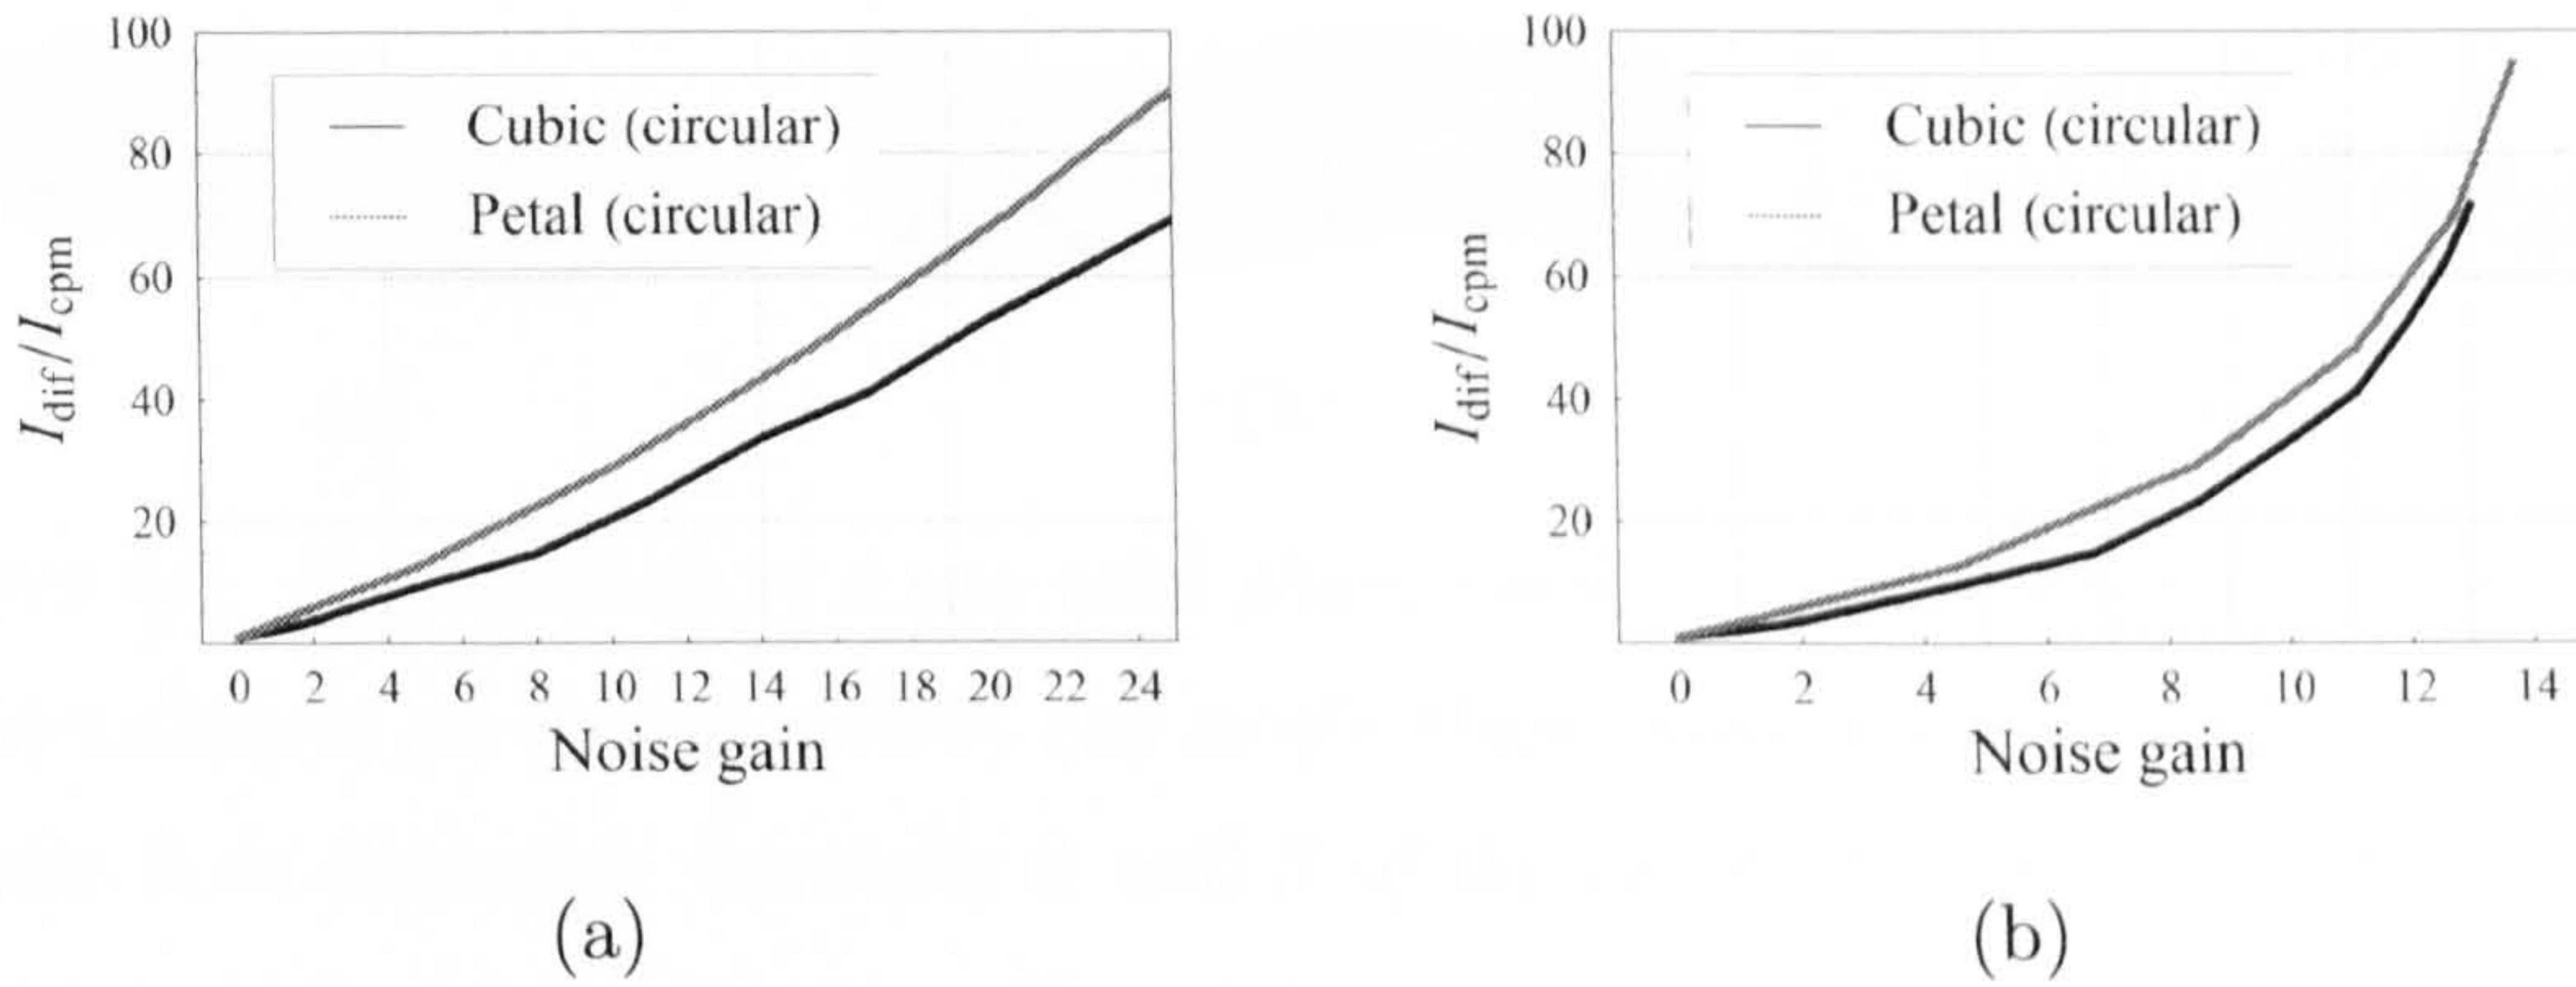 100
80
60
40
20
I_dif/I_cpm
Cubic (circular)
Petal (circular)
0 2 4 6 8 10 12 14 16 18 20 22 24
Noise gain
(a)
100
80
60
40
20
I_dif/I_cpm
Cubic (circular)
Petal (circular)
0 2 4 6 8 10 12 14
Noise gain
(b)